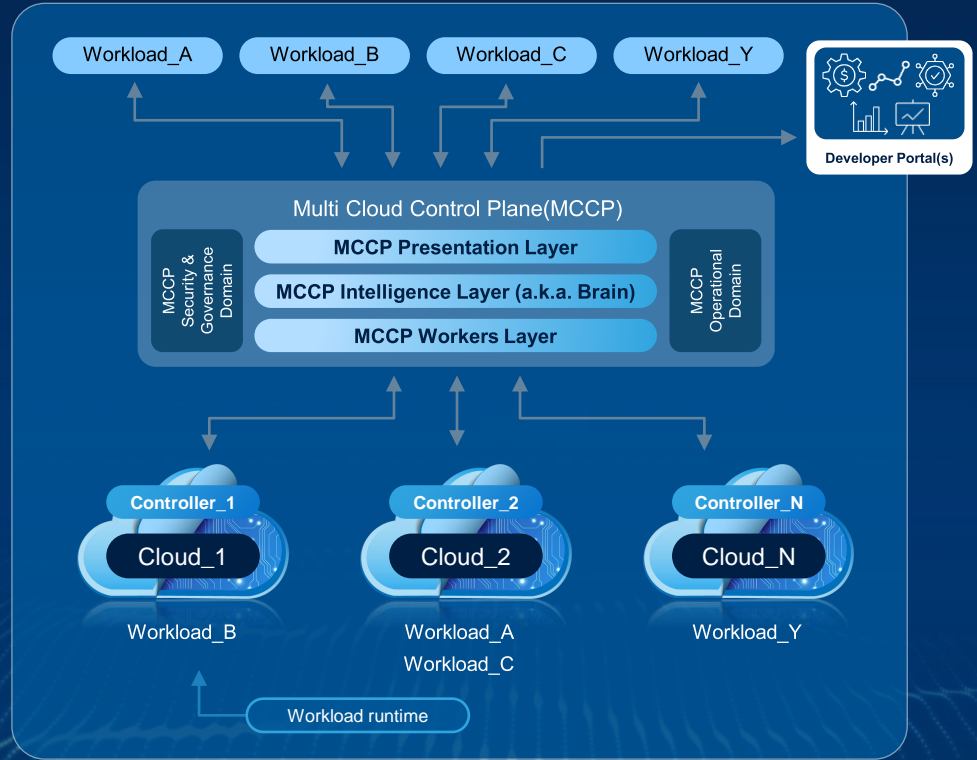 Workload_A
Workload_B
Workload_C
Workload_Y
$
Developer Portal(s)
Multi Cloud Control Plane(MCCP)
MCCP
Security &
Governance
Domain
MCCP Presentation Layer
MCCP Intelligence Layer (a.k.a. Brain)
MCCP Workers Layer
MCCP
Operational
Domain
Controller_1
Cloud_1
Controller_2
Cloud_2
Controller_N
Cloud_N
Workload_B
Workload_A
Workload_C
Workload_Y
Workload runtime